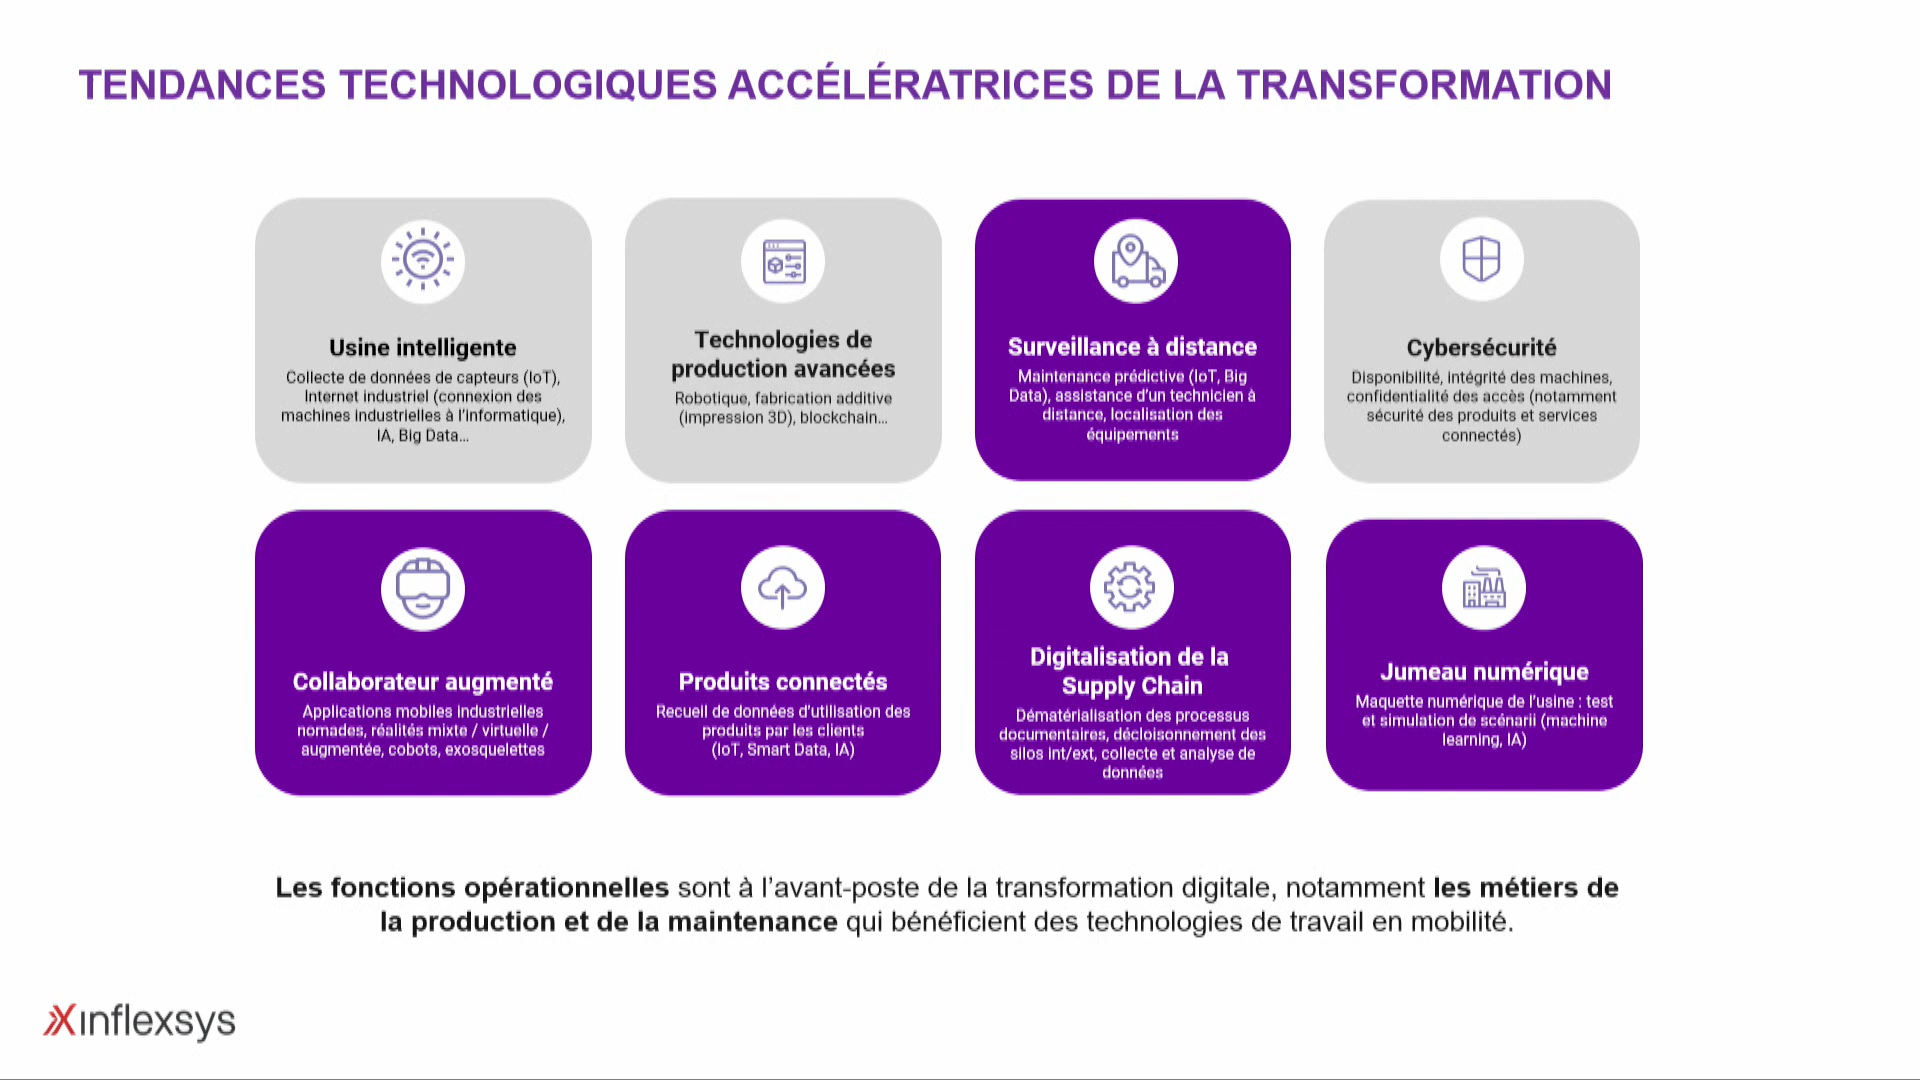 TENDANCES TECHNOLOGIQUES ACCÉLÉRATRICES DE LA TRANSFORMATION
Usine intelligente
Collecte de données de capteurs (IoT),
Internet industriel (connexion des
machines industrielles à l'informatique),
IA, Big Data...
Technologies de
production avancées
Robotique, fabrication additive
(impression 3D), blockchain...
Surveillance à distance
Maintenance prédictive (IoT, Big
Data), assistance d'un technicien à
distance, localisation des
équipements
Cybersécurité
Disponibilité, intégrité des machines,
confidentialité des accès (notamment
sécurité des produits et services
connectés)
Collaborateur augmenté
Applications mobiles industrielles
nomades, réalités mixte / virtuelle /
augmentée, cobots, exosquelettes
Produits connectés
Recueil de données d'utilisation des
produits par les clients
(IoT, Smart Data, IA)
Digitalisation de la
Supply Chain
Dématérialisation des processus
documentaires, décloisonnement des
silos int/ext, collecte et analyse de
données
Jumeau numérique
Maquette numérique de l'usine : test
et simulation de scénarii (machine
learning, IA)
Les fonctions opérationnelles sont à l'avant-poste de la transformation digitale, notamment les métiers de
la production et de la maintenance qui bénéficient des technologies de travail en mobilité.
inflexsys